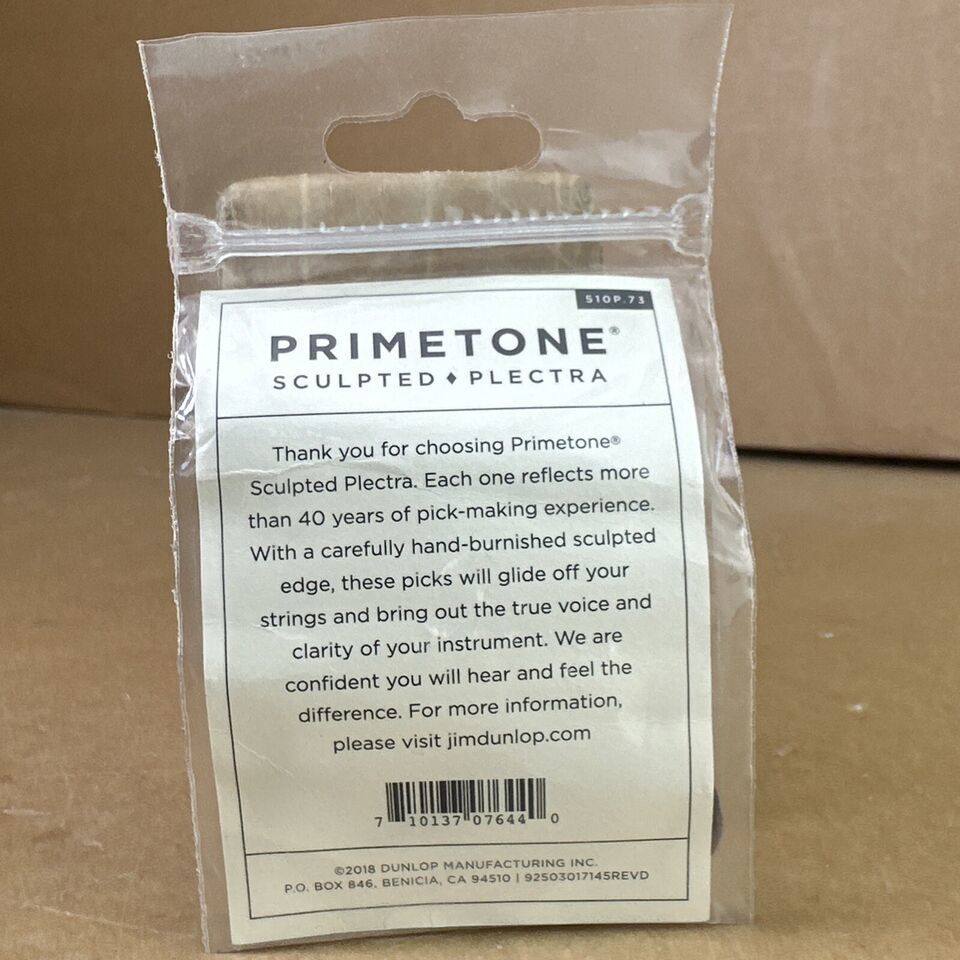 510P.73
PRIMETONE®
SCULPTED ♦ PLECTRA
Thank you for choosing Primetone®
Sculpted Plectra. Each one reflects more
than 40 years of pick-making experience.
With a carefully hand-burnished sculpted
edge, these picks will glide off your
strings and bring out the true voice and
clarity of your instrument. We are
confident you will hear and feel the
difference. For more information,
please visit jimdunlop.com
7 10137 07644 0
©2018 DUNLOP MANUFACTURING INC.
P.O. BOX 846, BENICIA, CA 94510 | 92503017145REVD